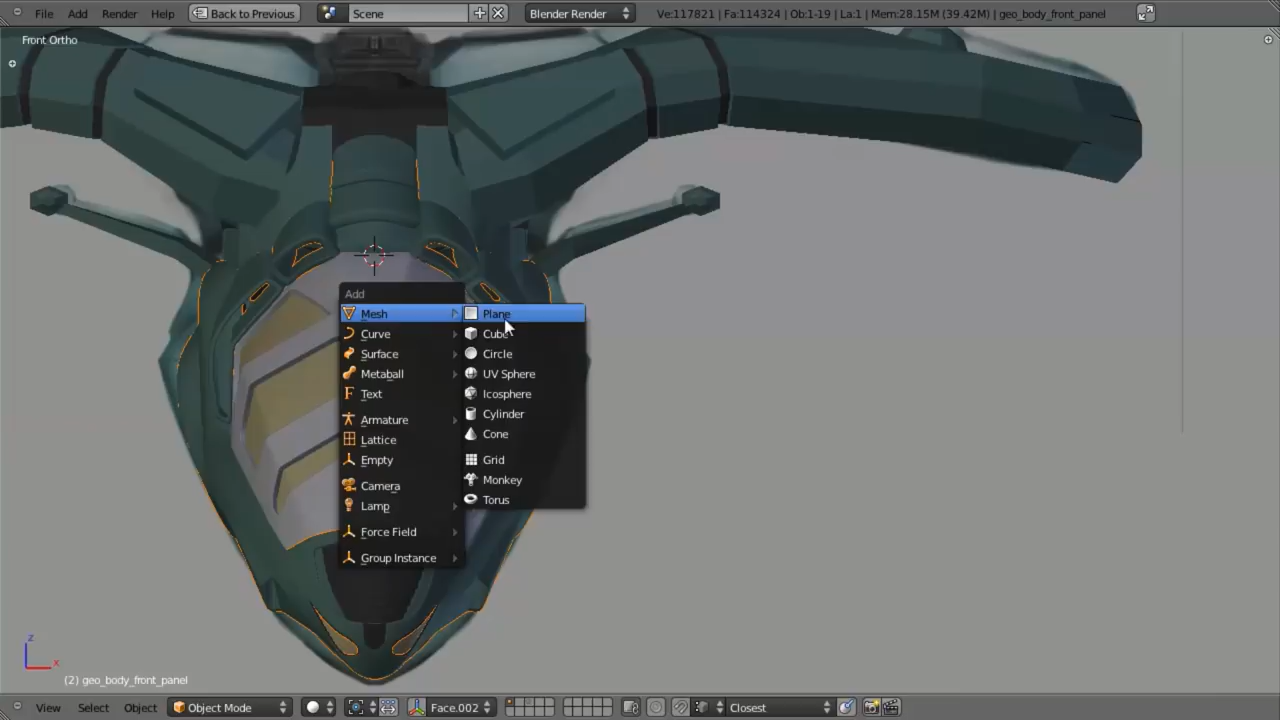 File Add Render Help Back to Previous Scene Blender Render Ve:117821 | Fa:114324 | Ob:1-19 | La:1 | Mem:28.15M (39.42M) | geo_body_front_panel
Front Ortho
Add
Mesh
Curve
Surface
Metaball
Text
Armature
Lattice
Empty
Camera
Lamp
Force Field
Group Instance
Plane
Cube
Circle
UV Sphere
Icosphere
Cylinder
Cone
Grid
Monkey
Torus
z
x
(2) geo_body_front_panel
View Select Object Object Mode Face.002 Closest